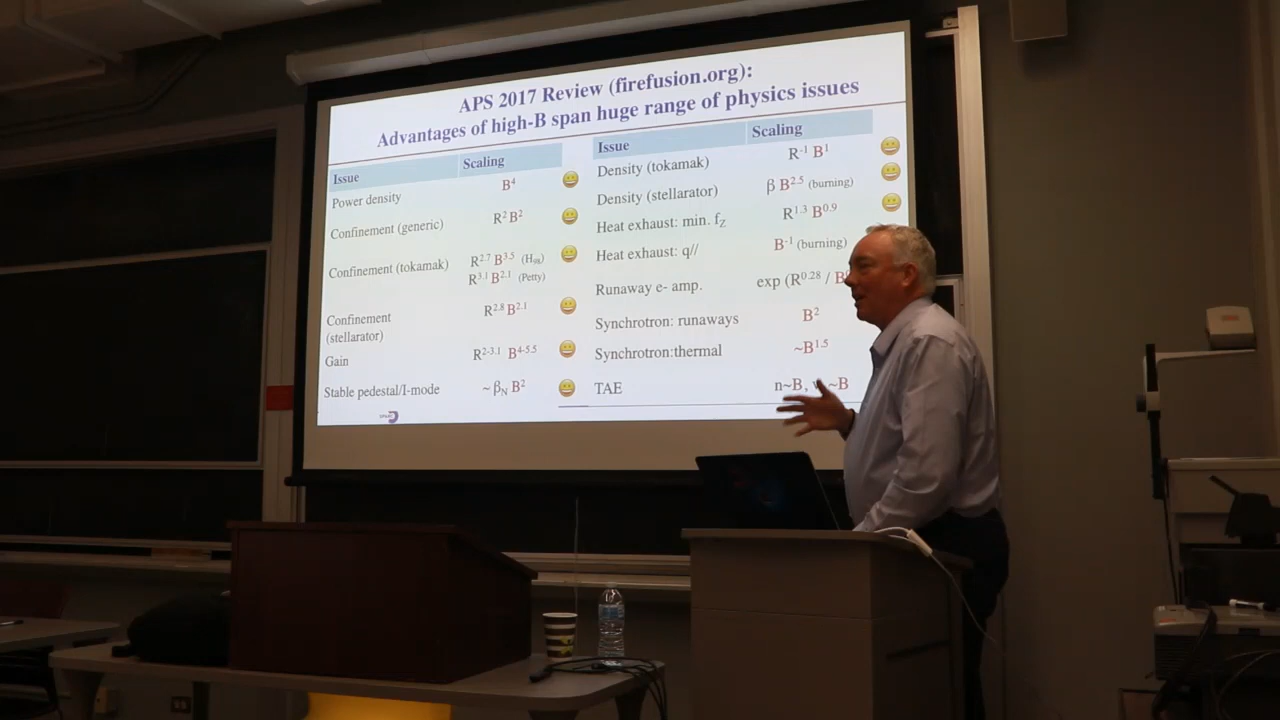 APS 2017 Review (firefusion.org):
Advantages of high-B span huge range of physics issues
Issue Scaling
Power density B⁴
Confinement (generic) R² B²
Confinement (tokamak) R²·⁷ B³·⁵ (H₉₈)
R³·¹ B²·¹ (Petty)
Confinement R²·⁸ B²·¹
(stellarator)
Gain R²⁻³·¹ B⁴⁻⁵·⁵
Stable pedestal/I-mode ~ βN B²
Issue Scaling
Density (tokamak) R⁻¹ B¹
Density (stellarator) β B²·⁵ (burning)
Heat exhaust: min. fZ R¹·³ B⁰·⁹
Heat exhaust: q// B⁻¹ (burning)
Runaway e- amp. exp (R⁰·²⁸ / B
Synchrotron: runaways B²
Synchrotron:thermal ~B¹·⁵
TAE n~B, ~B